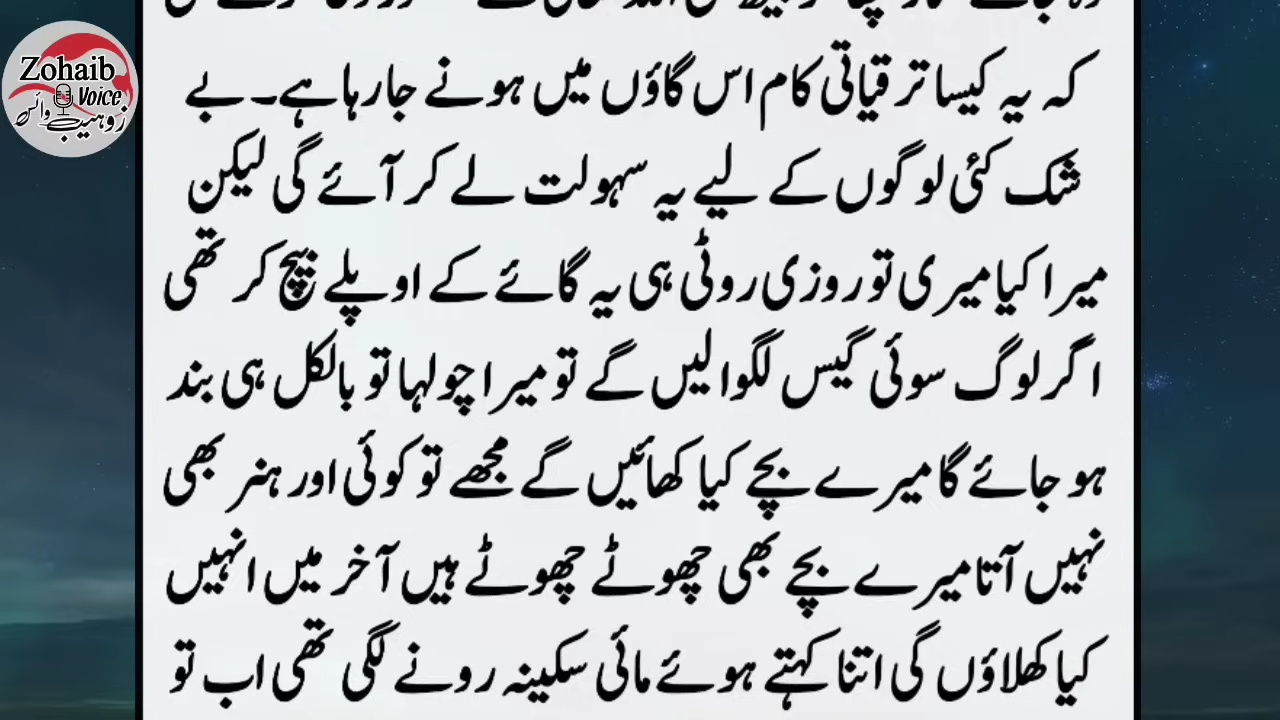 Zohaib
Voice
زوہیب وائس
کہ یہ کیسا ترقیاتی کام اس گاؤں میں ہونے جارہا ہے۔ بے
شک کئی لوگوں کے لیے یہ سہولت لے کر آئے گی لیکن
میرا کیا میری تو روزی روٹی ہی یہ گائے کے اوپلے بیچ کر تھی
اگر لوگ سوئی گیس لگوا لیں گے تو میرا چولہا تو بالکل ہی بند
ہو جائے گا میرے بچے کیا کھائیں گے مجھے تو کوئی اور ہنر بھی
نہیں آتا میرے بچے بھی چھوٹے چھوٹے ہیں آخر میں انہیں
کیا کھلاؤں گی اتنا کہتے ہوئے مائی سکینہ رونے لگی تھی اب تو